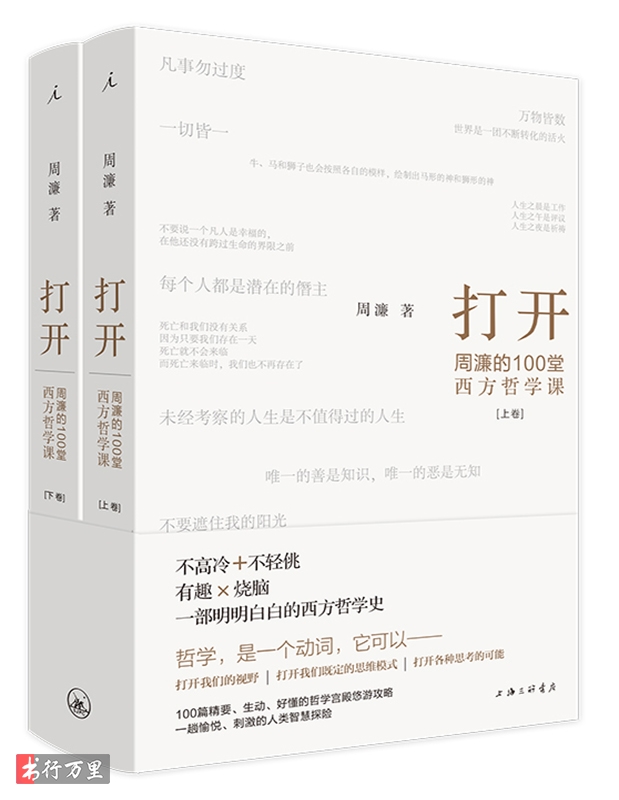 凡事勿过度
万物皆数
世界是一团不断转化的活火
一切皆一
牛、马和狮子也会按照各自的模样，绘制出马形的神和狮形的神
人生之晨是工作
人生之午是评议
人生之夜是祈祷
不要说一个凡人是幸福的，
在他还没有跨过生命的界限之前
每个人都是潜在的僭主
死亡和我们没有关系
因为只要我们存在一天
死亡就不会来临
而死亡来临时，我们也不再存在了
周濂 著
打开
周濂的100堂
西方哲学课
[上卷]
未经考察的人生是不值得过的人生
唯一的善是知识，唯一的恶是无知
不要遮住我的阳光
不高冷＋不轻佻
有趣×烧脑
一部明明白白的西方哲学史
哲学，是一个动词，它可以——
打开我们的视野 | 打开我们既定的思维模式 | 打开各种思考的可能
100篇精要、生动、好懂的哲学宫殿悠游攻略
一趟愉悦、刺激的人类智慧探险
上海三联书店
周濂 著
打开
周濂的100堂
西方哲学课
[下卷]
周濂 著
打开
周濂的100堂
西方哲学课
[上卷]
书行万里